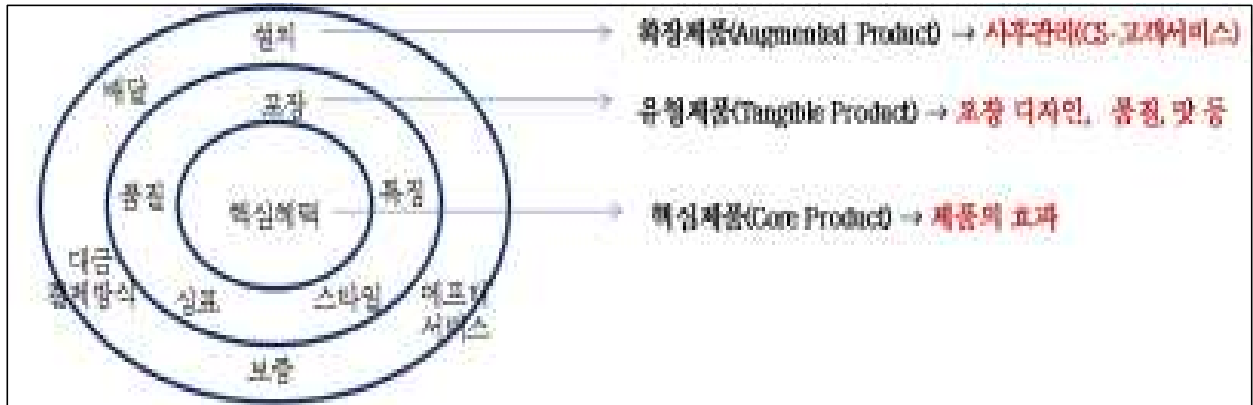 설치
확장제품(Augmented Product) → 사후관리(CS-고객서비스)
배달
포장
유형제품(Tangible Product) → 포장 디자인, 품질, 맛 등
품질
특징
핵심혜택
핵심제품(Core Product) → 제품의 효과
대금
결제방식
상표
스타일
애프터
서비스
보증